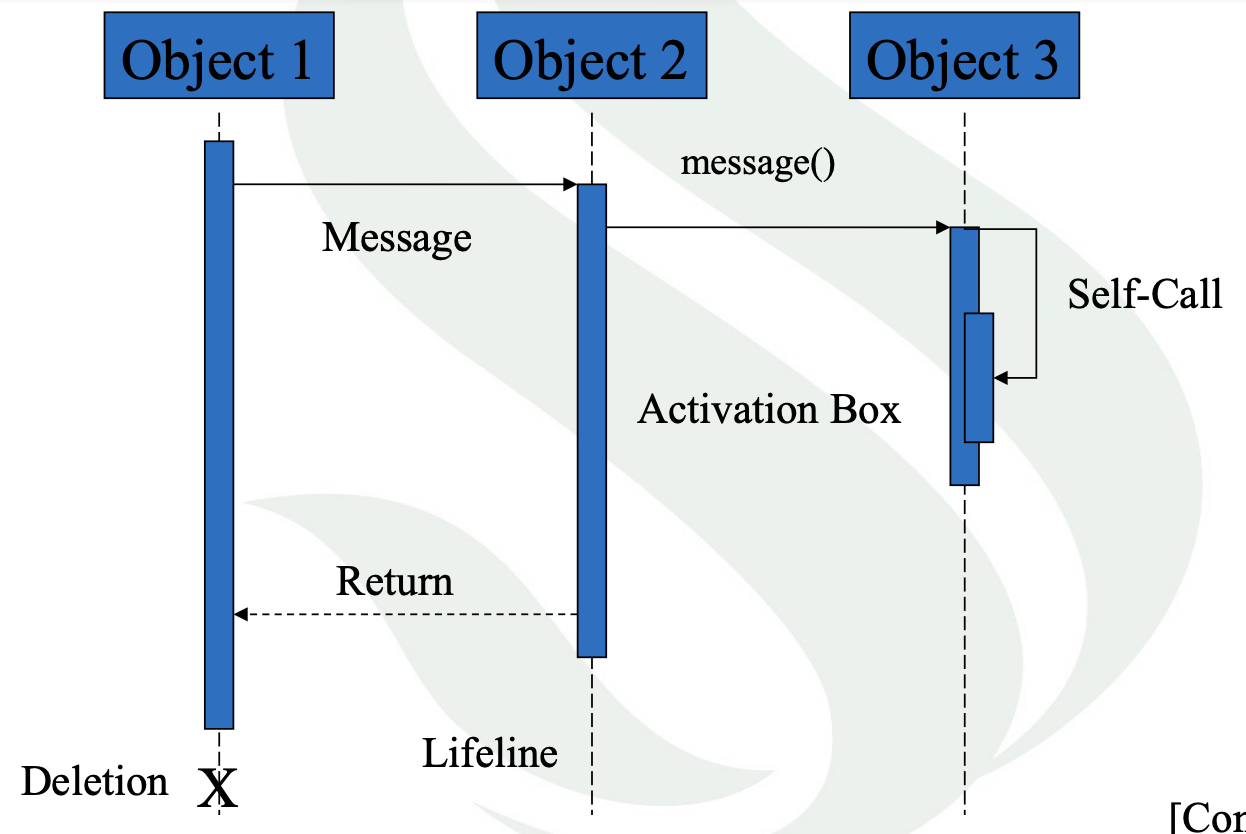 Object 1
Object 2
Object 3
message()
Message
Self-Call
Activation Box
Return
Lifeline
Deletion X